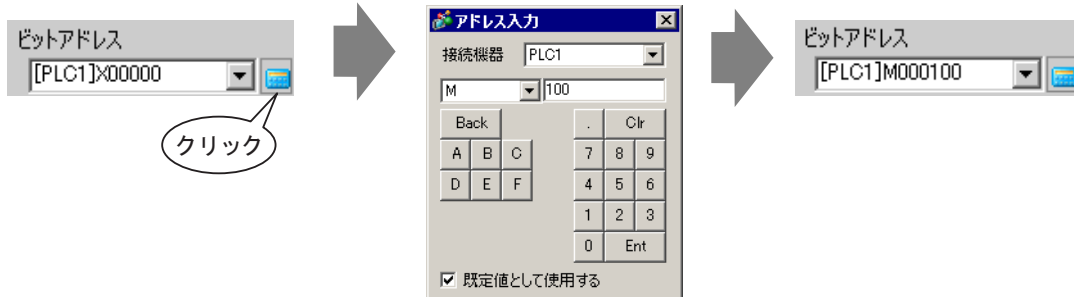 ビットアドレス
[PLC1]X00000
クリック
アドレス入力
接続機器 PLC1
M 100
Back . Clr
A B C 7 8 9
D E F 4 5 6
1 2 3
0 Ent
既定値として使用する
ビットアドレス
[PLC1]M000100